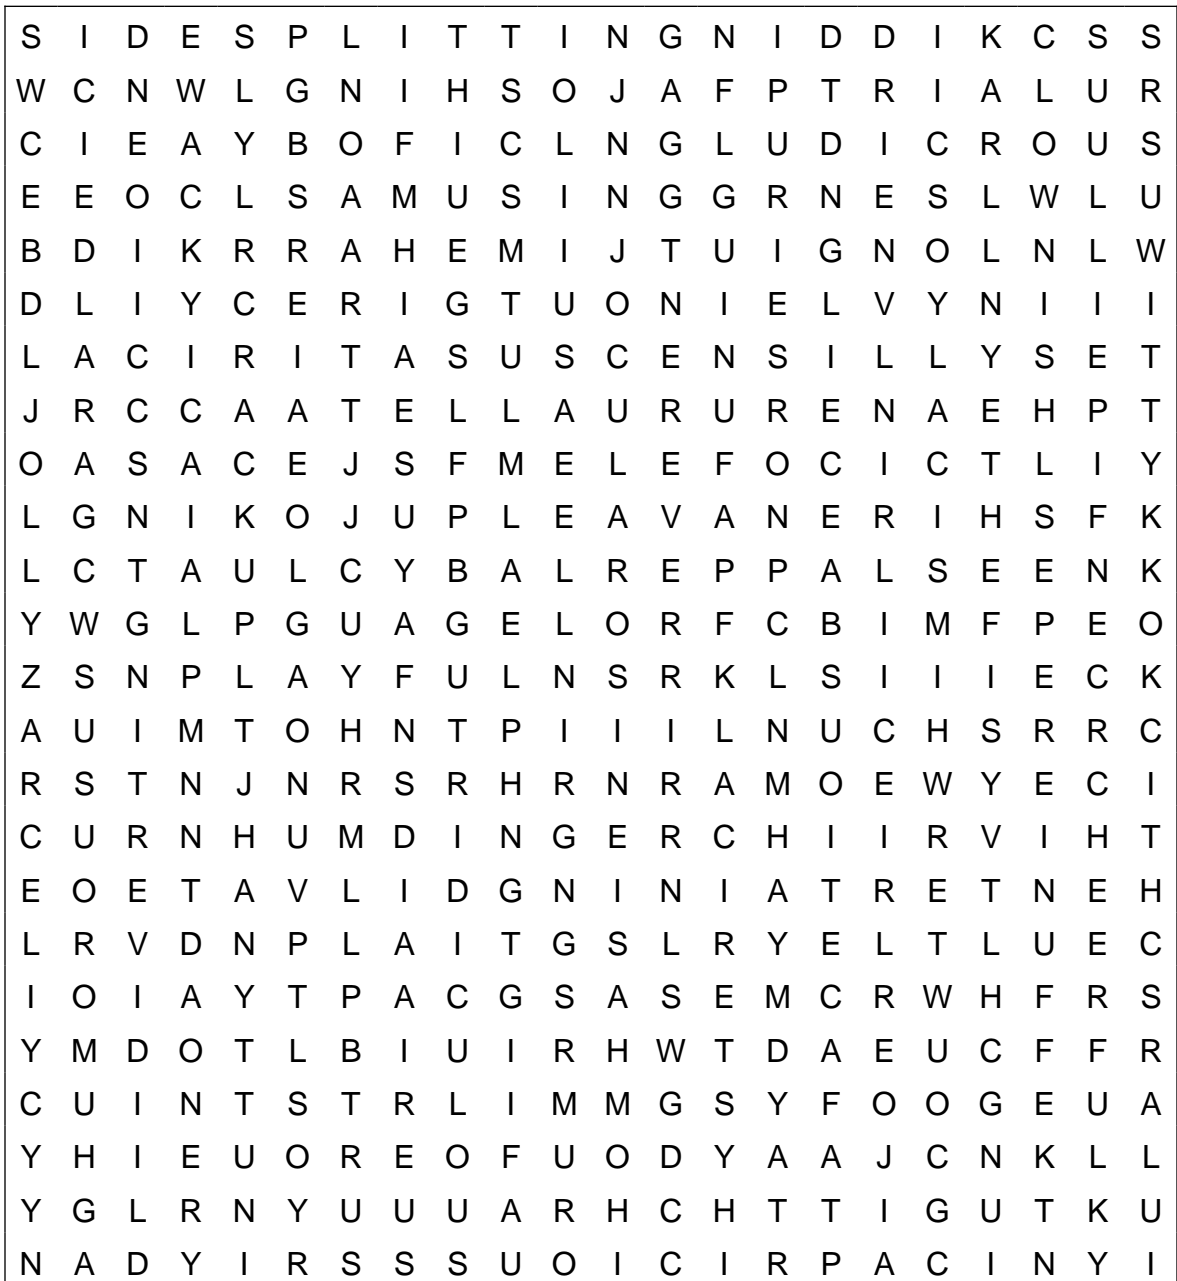 S I D E S P L I T T I N G N I D D I K C S S
W C N W L G N I H S O J A F P T R I A L U R
C I E A Y B O F I C L N G L U D I C R O U S
E E O C L S A M U S I N G G R N E S L W L U
B D I K R R A H E M I J T U I G N O L N L W
D L I Y C E R I G T U O N I E L V Y N I I I
L A C I R I T A S U S C E N S I L L Y S E T
J R C C A A T E L L A U R U R E N A E H P T
O A S A C E J S F M E L E F O C I C T L I Y
L G N I K O J U P L E A V A N E R I H S F K
L C T A U L C Y B A L R E P P A L S E E N K
Y W G L P G U A G E L O R F C B I M F P E O
Z S N P L A Y F U L N S R K L S I I I E C K
A U I M T O H N T P I I I L N U C H S R R C
R S T N J N R S R H R N R A M O E W Y E C I
C U R N H U M D I N G E R C H I I R V I H T
E O E T A V L I D G N I N I A T R E T N E H
L R V D N P L A I T G S L R Y E L T L U E C
I O I A Y T P A C G S A S E M C R W H F R S
Y M D O T L B I U I R H W T D A E U C F F R
C U I N T S T R L I M M G S Y F O O G E U A
Y H I E U O R E O F U O D Y A A J C N K L L
Y G L R N Y U U U A R H C H T T I G U T K U
N A D Y I R S S S U O I C I R P A C I N Y I